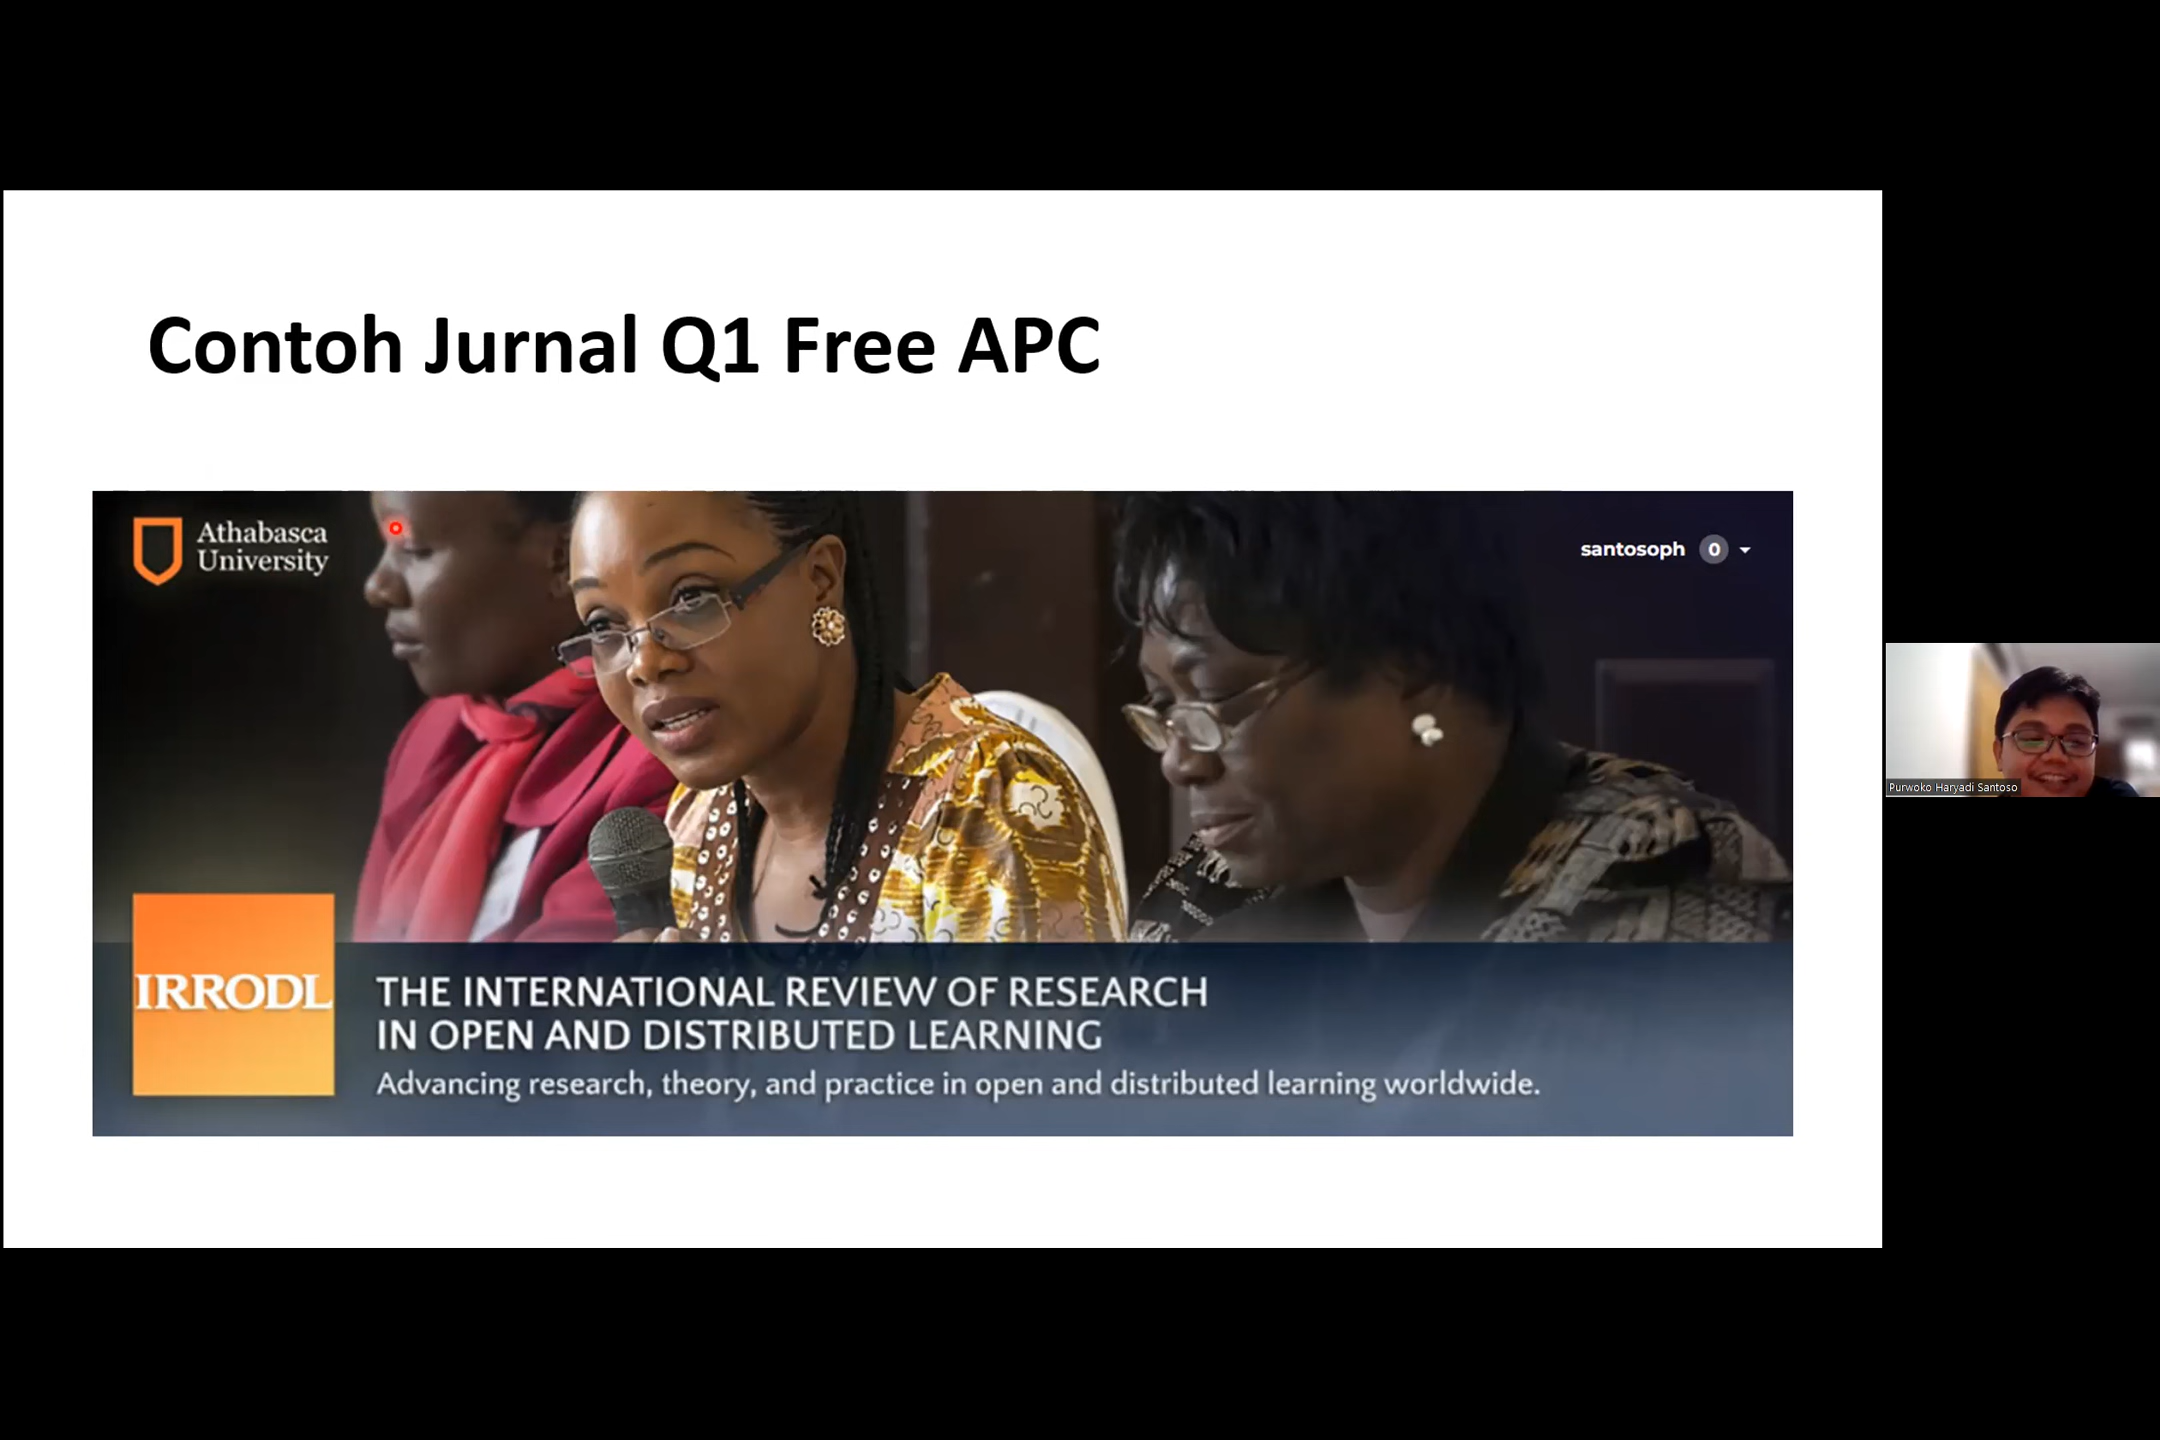 Contoh Jurnal Q1 Free APC
Athabasca
University
santosoph 0
IRRODL
THE INTERNATIONAL REVIEW OF RESEARCH
IN OPEN AND DISTRIBUTED LEARNING
Advancing research, theory, and practice in open and distributed learning worldwide.
Purwoko Haryadi Santoso